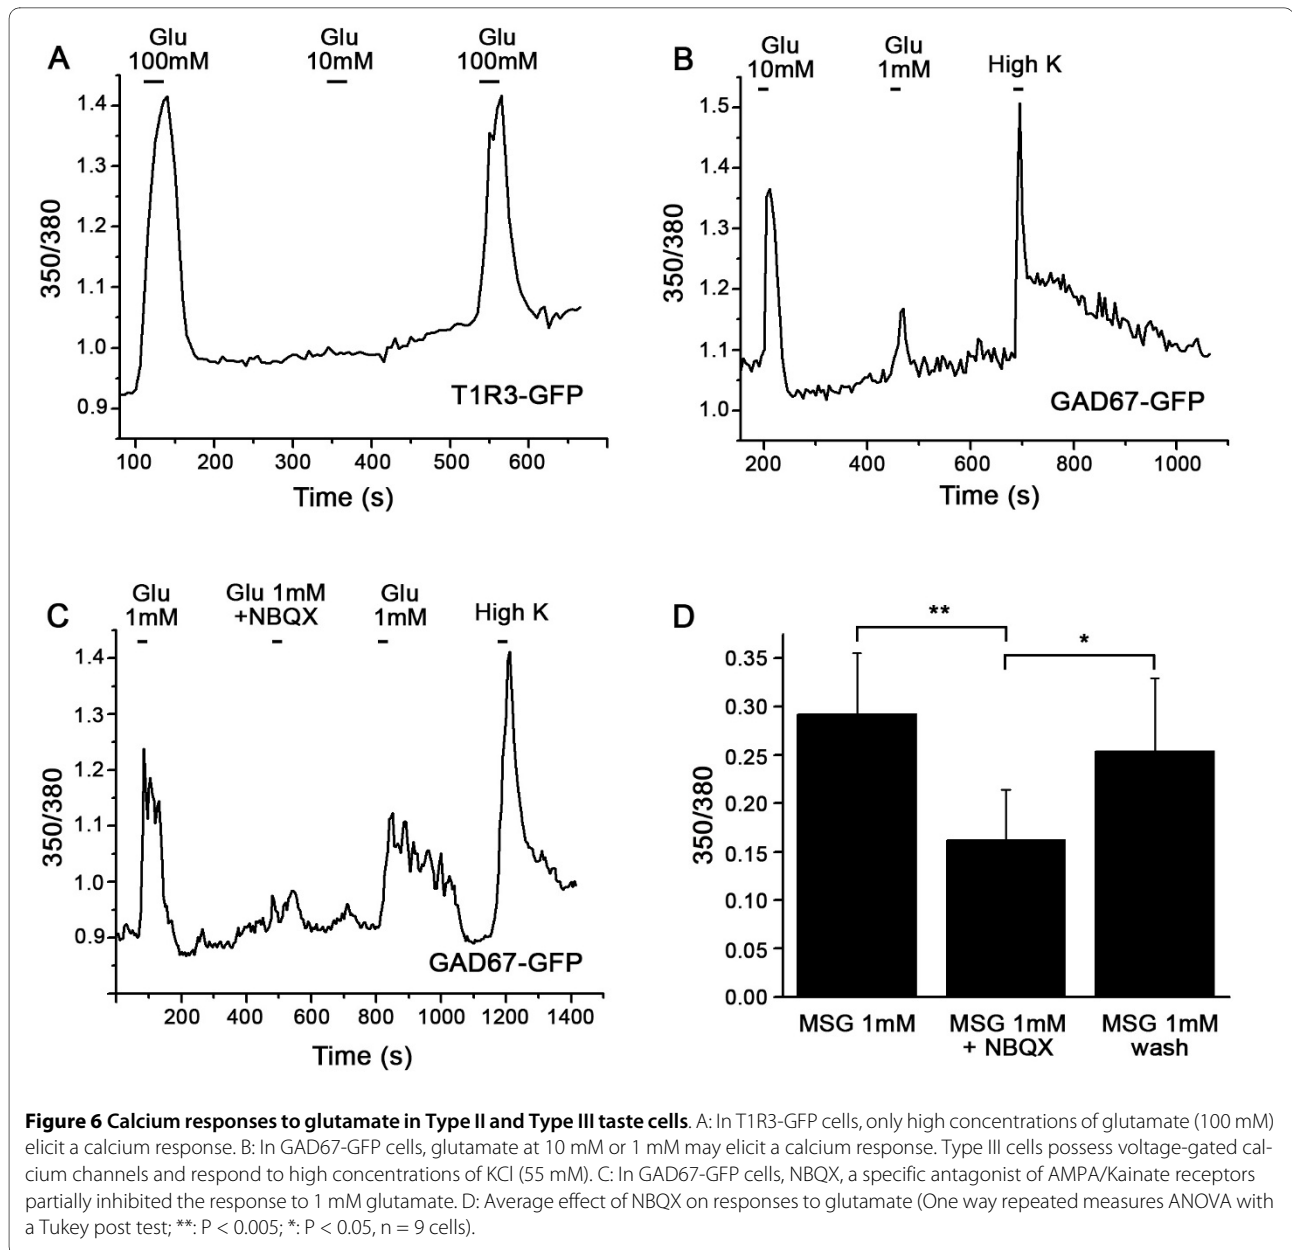 A
Glu
100mM
Glu
10mM
Glu
100mM
1.4
1.3
1.2
1.1
1.0
0.9
350/380
T1R3-GFP
100 200 300 400 500 600
Time (s)
B
Glu
10mM
Glu
1mM
High K
1.5
1.4
1.3
1.2
1.1
1.0
350/380
GAD67-GFP
200 400 600 800 1000
Time (s)
C
Glu
1mM
Glu 1mM
+NBQX
Glu
1mM
High K
1.4
1.3
1.2
1.1
1.0
0.9
350/380
GAD67-GFP
200 400 600 800 1000 1200 1400
Time (s)
D
**
*
0.35
0.30
0.25
0.20
0.15
0.10
0.05
0.00
350/380
MSG 1mM
MSG 1mM
+ NBQX
MSG 1mM
wash
Figure 6 Calcium responses to glutamate in Type II and Type III taste cells. A: In T1R3-GFP cells, only high concentrations of glutamate (100 mM)
elicit a calcium response. B: In GAD67-GFP cells, glutamate at 10 mM or 1 mM may elicit a calcium response. Type III cells possess voltage-gated cal-
cium channels and respond to high concentrations of KCl (55 mM). C: In GAD67-GFP cells, NBQX, a specific antagonist of AMPA/Kainate receptors
partially inhibited the response to 1 mM glutamate. D: Average effect of NBQX on responses to glutamate (One way repeated measures ANOVA with
a Tukey post test; **: P < 0.005; *: P < 0.05, n = 9 cells).